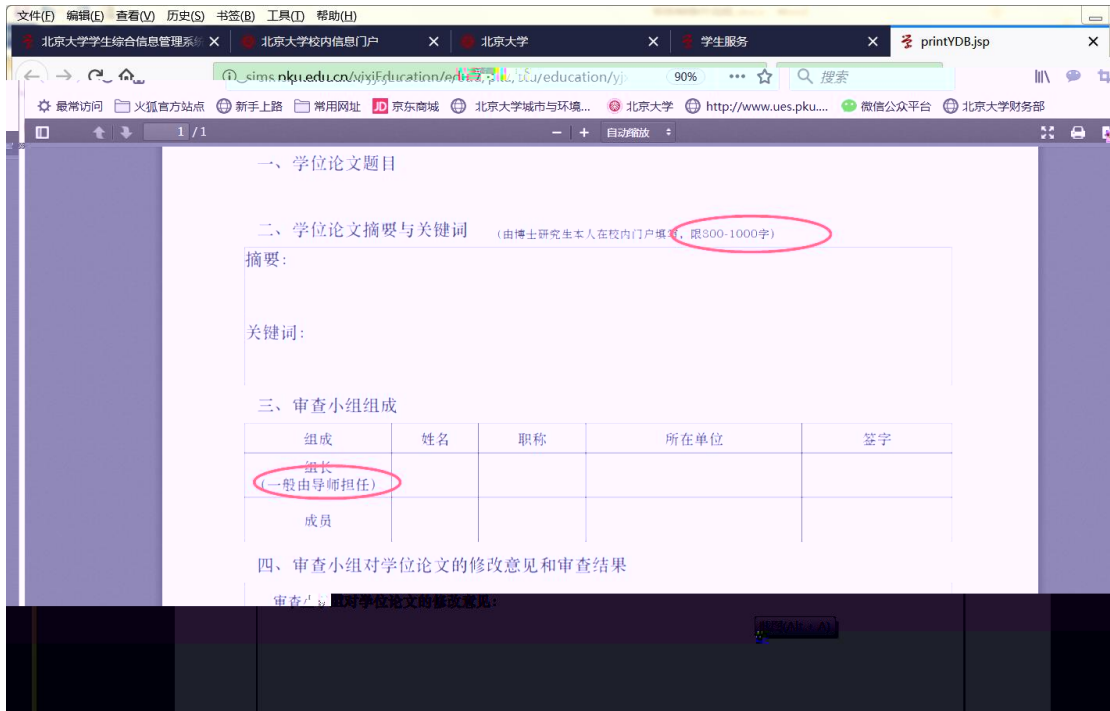 文件(F) 编辑(E) 查看(V) 历史(S) 书签(B) 工具(T) 帮助(H)
北京大学学生综合信息管理系统 北京大学校内信息门户 北京大学 学生服务 printYDB.jsp
90% 搜索
最常访问 火狐官方站点 新手上路 常用网址 JD 京东商城 北京大学城市与环境... 北京大学 http://www.ues.pku.... 微信公众平台 北京大学财务部
1 / 1 自动缩放
一、学位论文题目
二、学位论文摘要与关键词 (由博士研究生本人在校内门户填写,限800-1000字)
摘要:
关键词:
三、审查小组组成
组成 姓名 职称 所在单位 签字
组长
(一般由导师担任)
成员
四、审查小组对学位论文的修改意见和审查结果
审查小组对学位论文的修改意见: